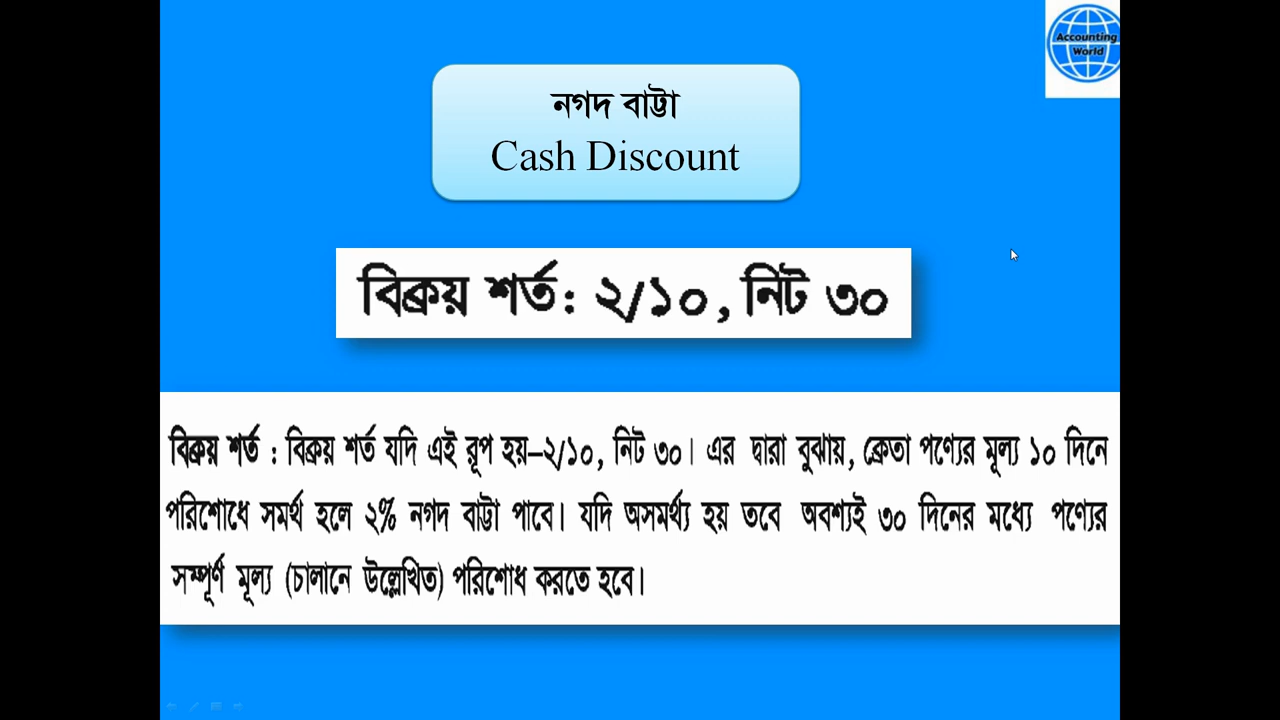 Accounting
World
নগদ বাট্টা
Cash Discount
বিক্রয় শর্ত: ২/১০, নিট ৩০
বিক্রয় শর্ত : বিক্রয় শর্ত যদি এই রূপ হয়–২/১০, নিট ৩০। এর দ্বারা বুঝায়, ক্রেতা পণ্যের মূল্য ১০ দিনে
পরিশোধে সমর্থ হলে ২% নগদ বাট্টা পাবে। যদি অসমর্থ্য হয় তবে অবশ্যই ৩০ দিনের মধ্যে পণ্যের
সম্পূর্ণ মূল্য (চালানে উল্লেখিত) পরিশোধ করতে হবে।